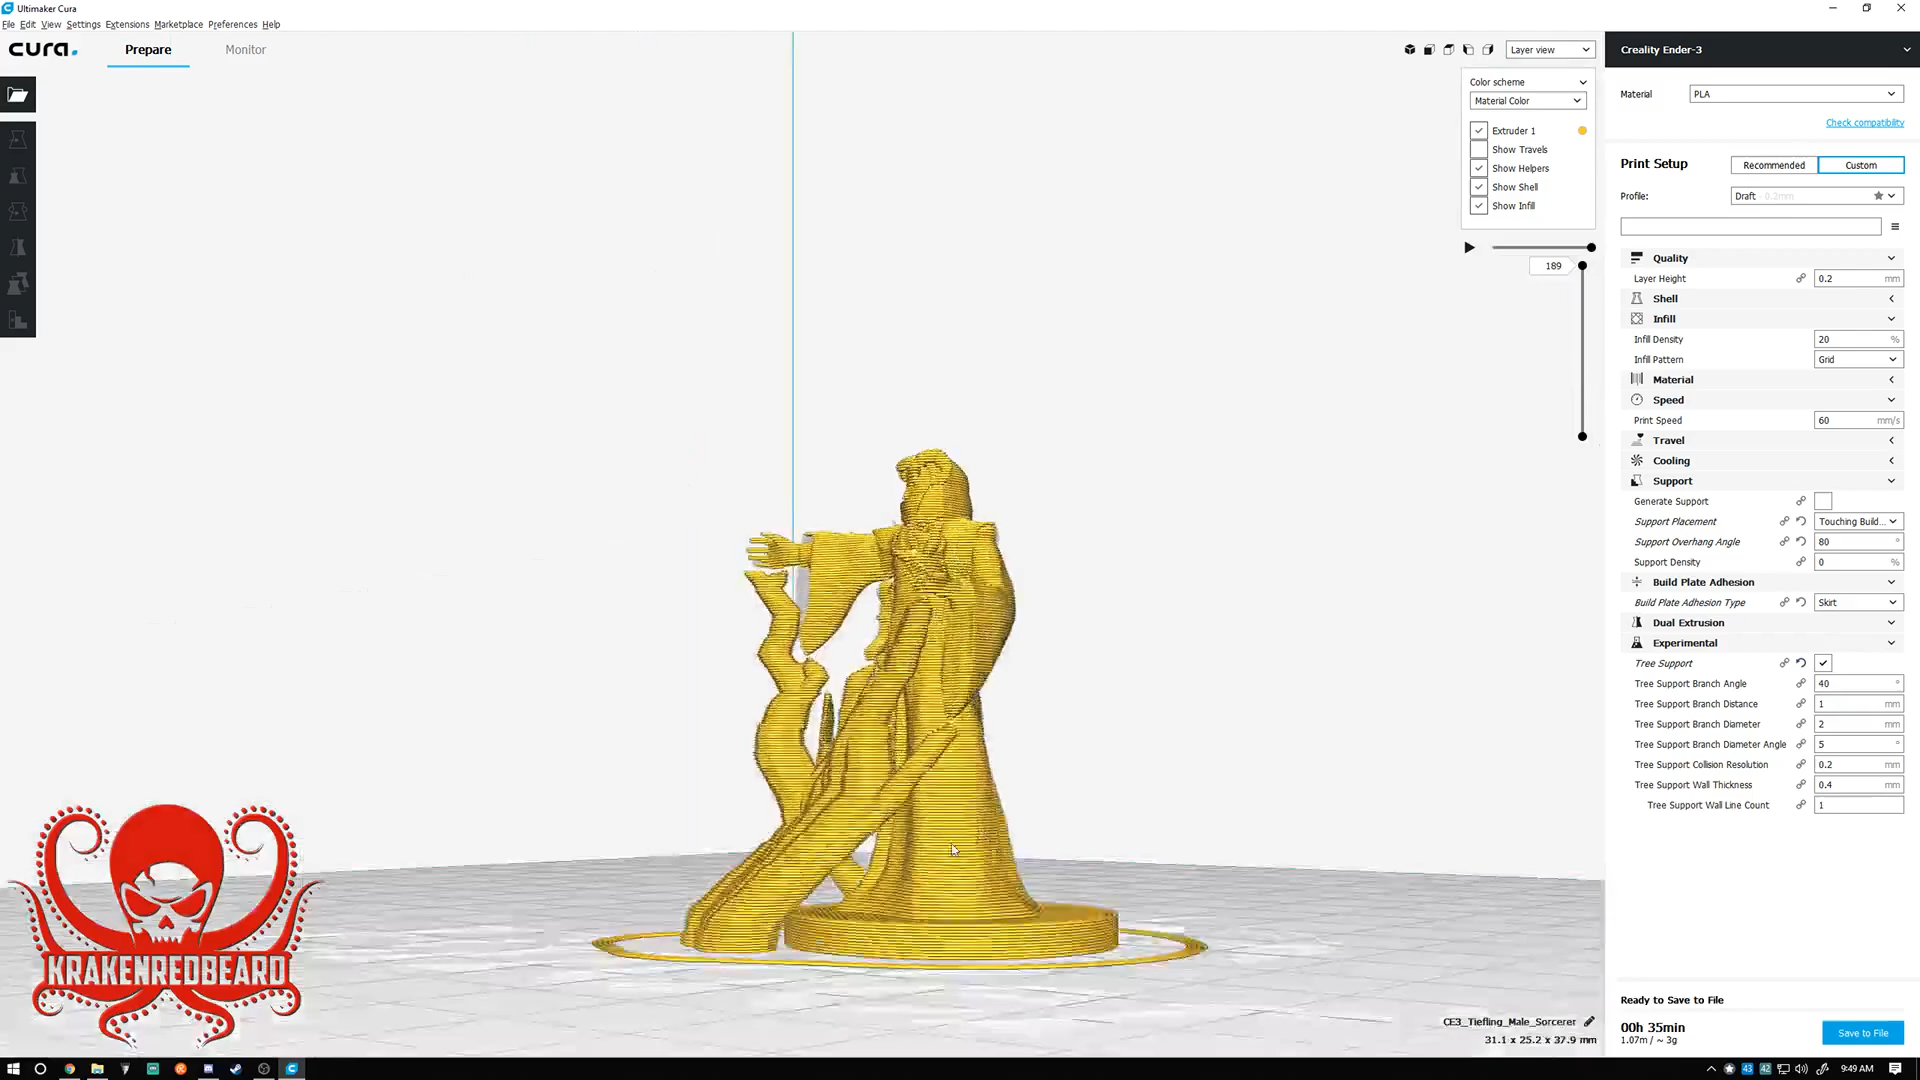 Ultimaker Cura
File Edit View Settings Extensions Marketplace Preferences Help
cura.
Prepare
Monitor
Layer view
Color scheme
Material Color
Extruder 1
Show Travels
Show Helpers
Show Shell
Show Infill
189
Creality Ender-3
Material
PLA
Check compatibility
Print Setup
Recommended
Custom
Profile:
Draft - 0.2mm
Quality
Layer Height
0.2 mm
Shell
Infill
Infill Density
20 %
Infill Pattern
Grid
Material
Speed
Print Speed
60 mm/s
Travel
Cooling
Support
Generate Support
Support Placement
Touching Build...
Support Overhang Angle
80 °
Support Density
0 %
Build Plate Adhesion
Build Plate Adhesion Type
Skirt
Dual Extrusion
Experimental
Tree Support
Tree Support Branch Angle
40 °
Tree Support Branch Distance
1 mm
Tree Support Branch Diameter
2 mm
Tree Support Branch Diameter Angle
5 °
Tree Support Collision Resolution
0.2 mm
Tree Support Wall Thickness
0.4 mm
Tree Support Wall Line Count
1
KRAKENREDBEARD
CE3_Tiefling_Male_Sorcerer
31.1 x 25.2 x 37.9 mm
Ready to Save to File
00h 35min
1.07m / ~ 3g
Save to File
43
42
9:49 AM